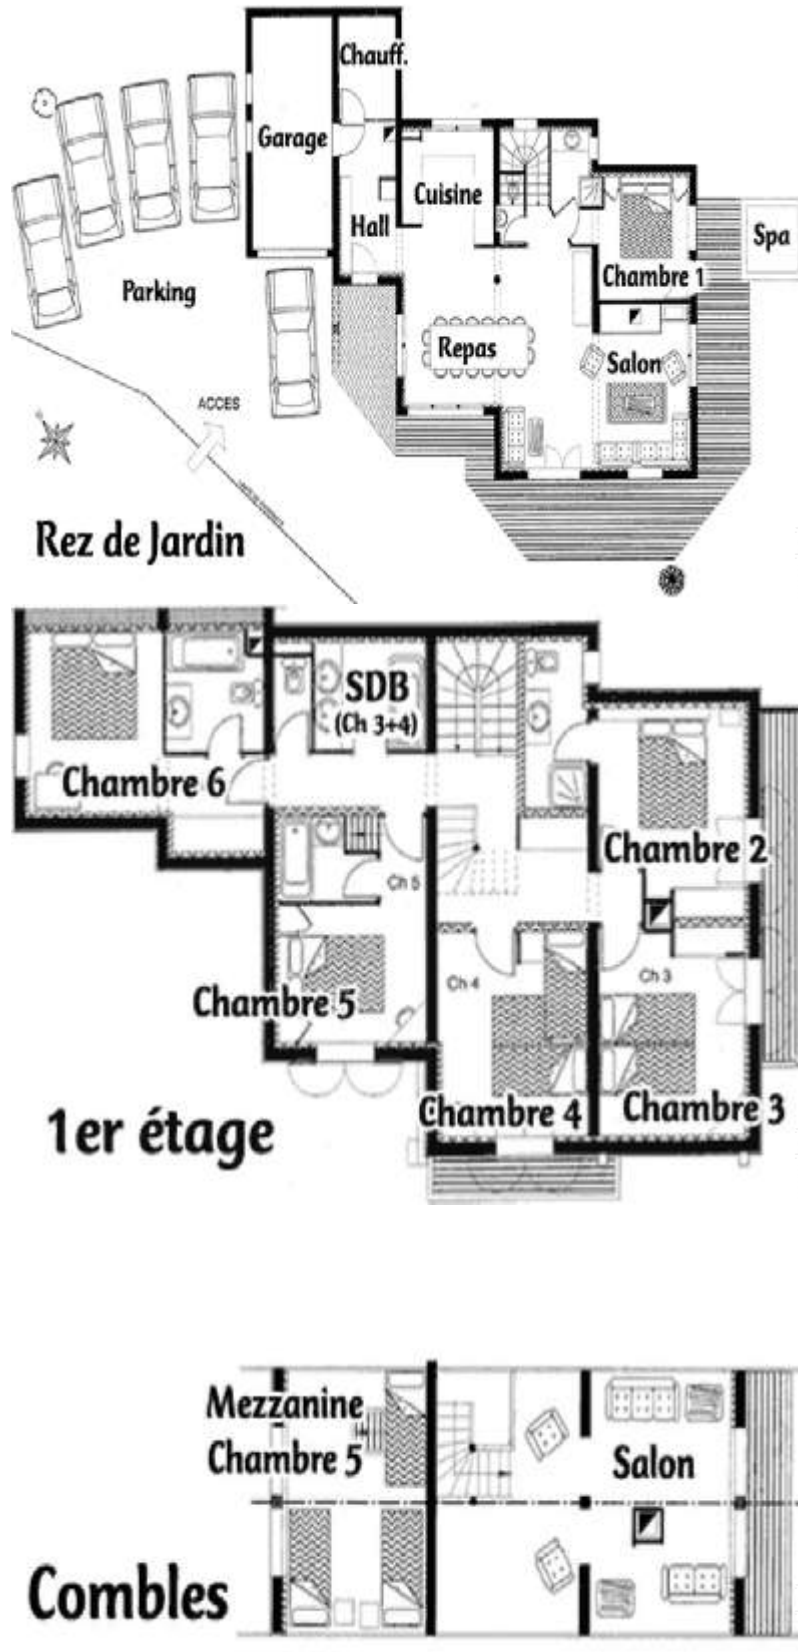 Chauff.
Garage
Cuisine
Hall
Spa
Chambre 1
Parking
Repas
Salon
ACCES
Rez de Jardin
SDB
(Ch 3+4)
Chambre 6
Chambre 2
Ch 5
Chambre 5
Ch 4
Ch 3
Chambre 4
Chambre 3
1er étage
Mezzanine
Chambre 5
Salon
Combles